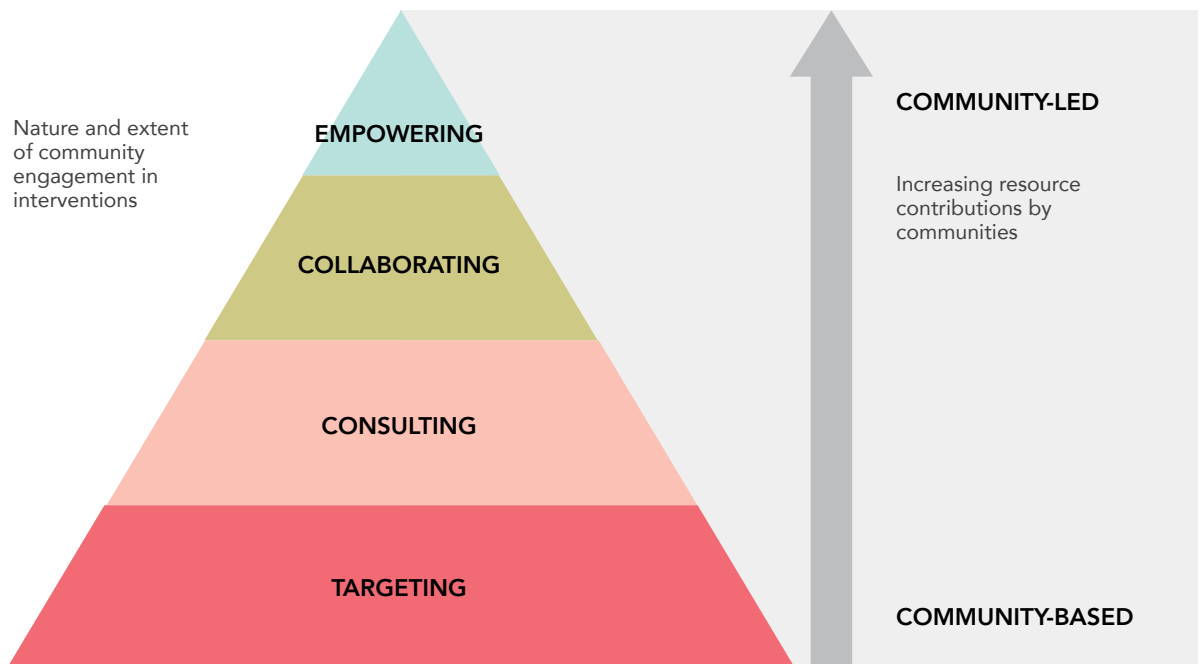 Nature and extent
of community
engagement in
interventions
EMPOWERING
COLLABORATING
CONSULTING
TARGETING
COMMUNITY-LED
Increasing resource
contributions by
communities
COMMUNITY-BASED